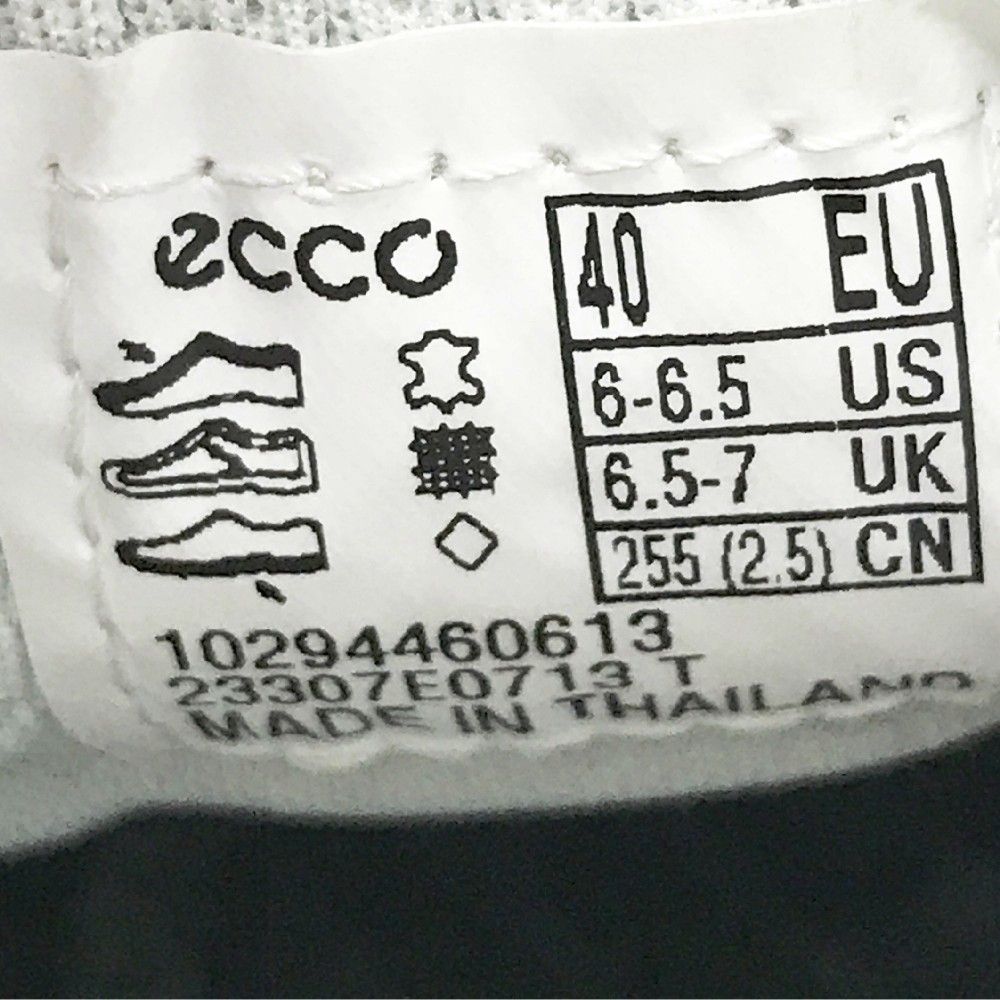 ecco
40 EU
6-6.5 US
6.5-7 UK
255 (2.5) CN
10294460613
23307E0713 T
MADE IN THAILAND